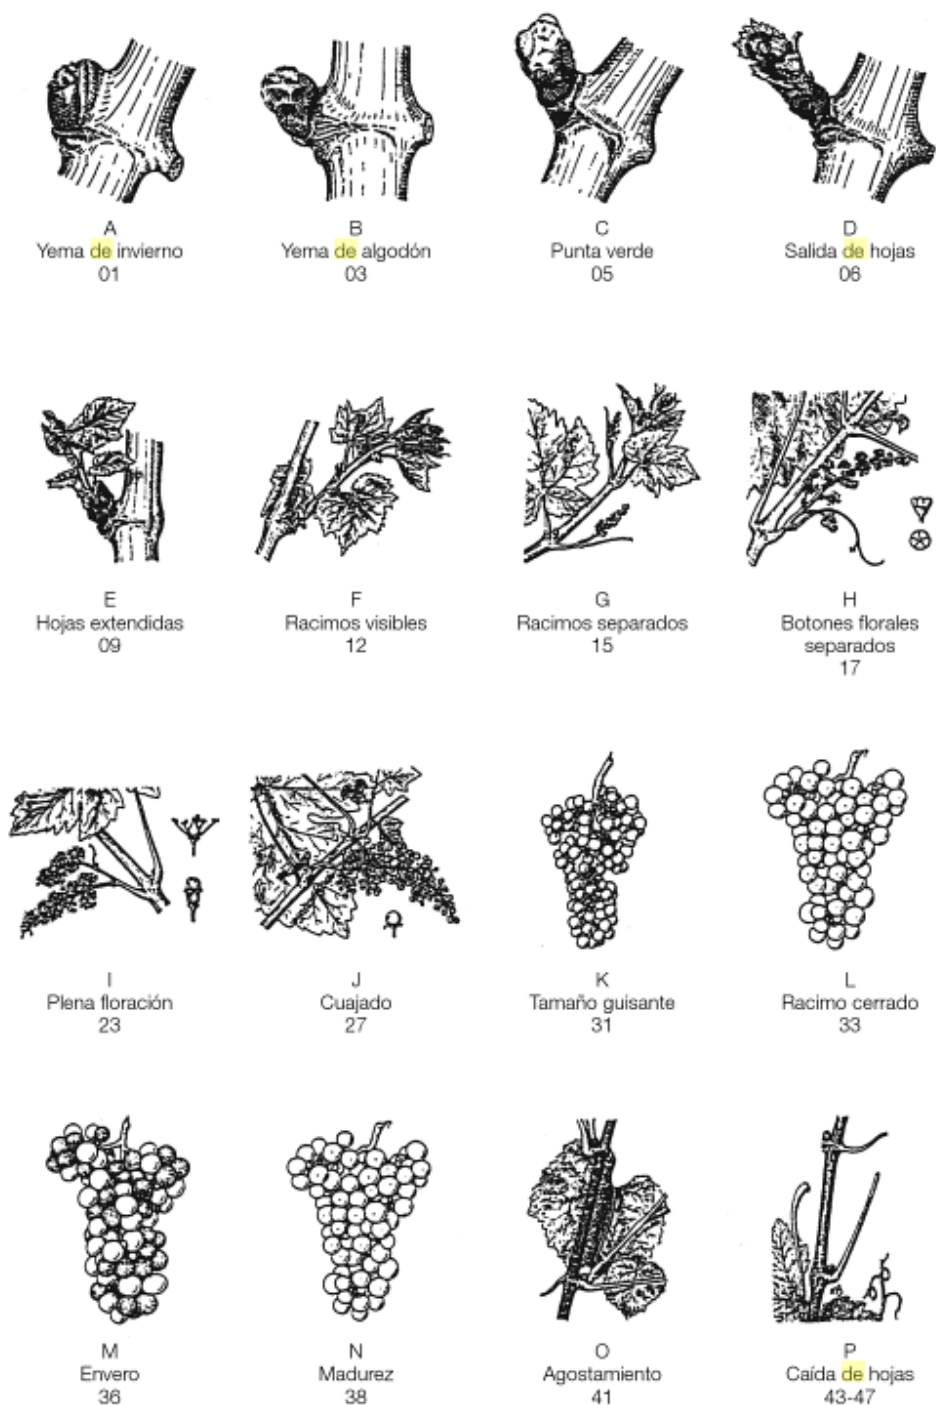 A
Yema de invierno
01
B
Yema de algodón
03
C
Punta verde
05
D
Salida de hojas
06
E
Hojas extendidas
09
F
Racimos visibles
12
G
Racimos separados
15
H
Botones florales
separados
17
I
Plena floración
23
J
Cuajado
27
K
Tamaño guisante
31
L
Racimo cerrado
33
M
Envero
36
N
Madurez
38
O
Agostamiento
41
P
Caída de hojas
43-47